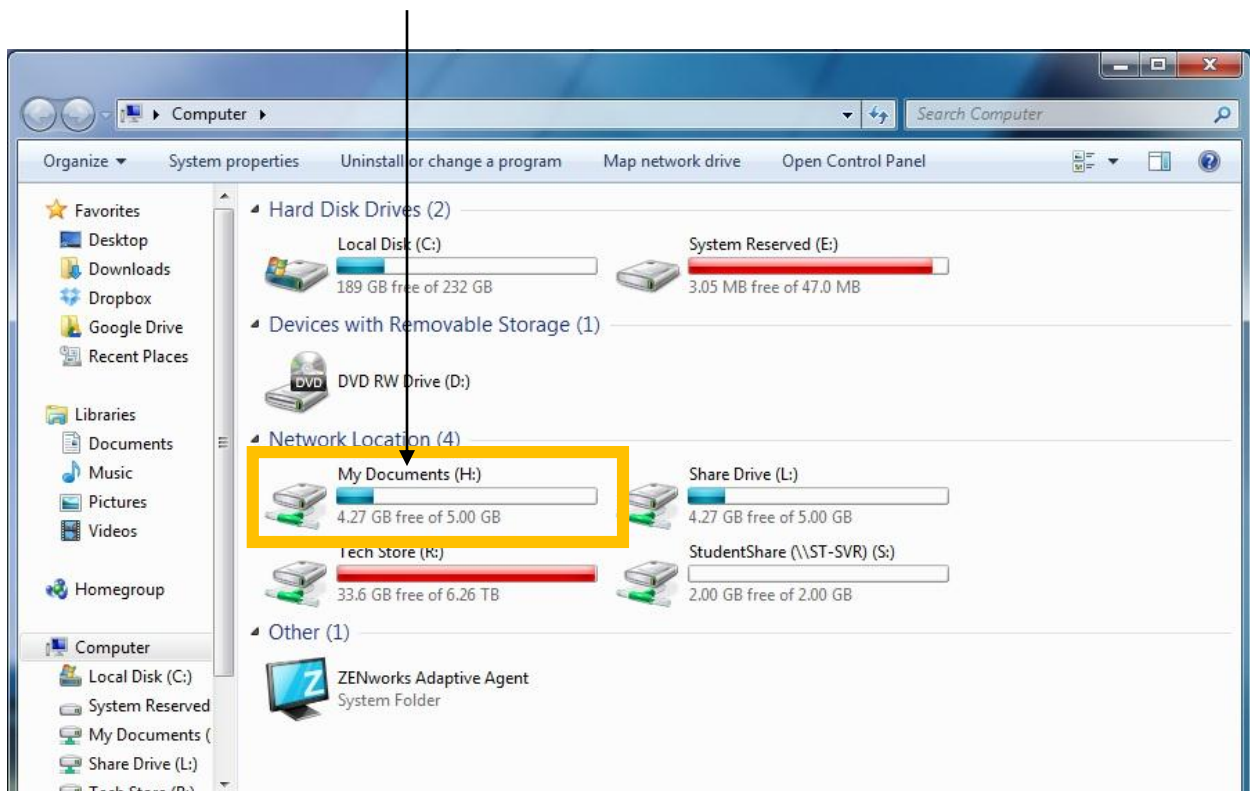 Computer
Search Computer
Organize System properties Uninstall or change a program Map network drive Open Control Panel
Favorites
Desktop
Downloads
Dropbox
Google Drive
Recent Places
Libraries
Documents
Music
Pictures
Videos
Homegroup
Computer
Local Disk (C:)
System Reserved
My Documents (
Share Drive (L:)
Tech Store (R:)
Hard Disk Drives (2)
Local Disk (C:)
189 GB free of 232 GB
System Reserved (E:)
3.05 MB free of 47.0 MB
Devices with Removable Storage (1)
DVD
DVD RW Drive (D:)
Network Location (4)
My Documents (H:)
4.27 GB free of 5.00 GB
Share Drive (L:)
4.27 GB free of 5.00 GB
Tech Store (R:)
33.6 GB free of 6.26 TB
StudentShare (\\ST-SVR) (S:)
2.00 GB free of 2.00 GB
Other (1)
Z
ZENworks Adaptive Agent
System Folder